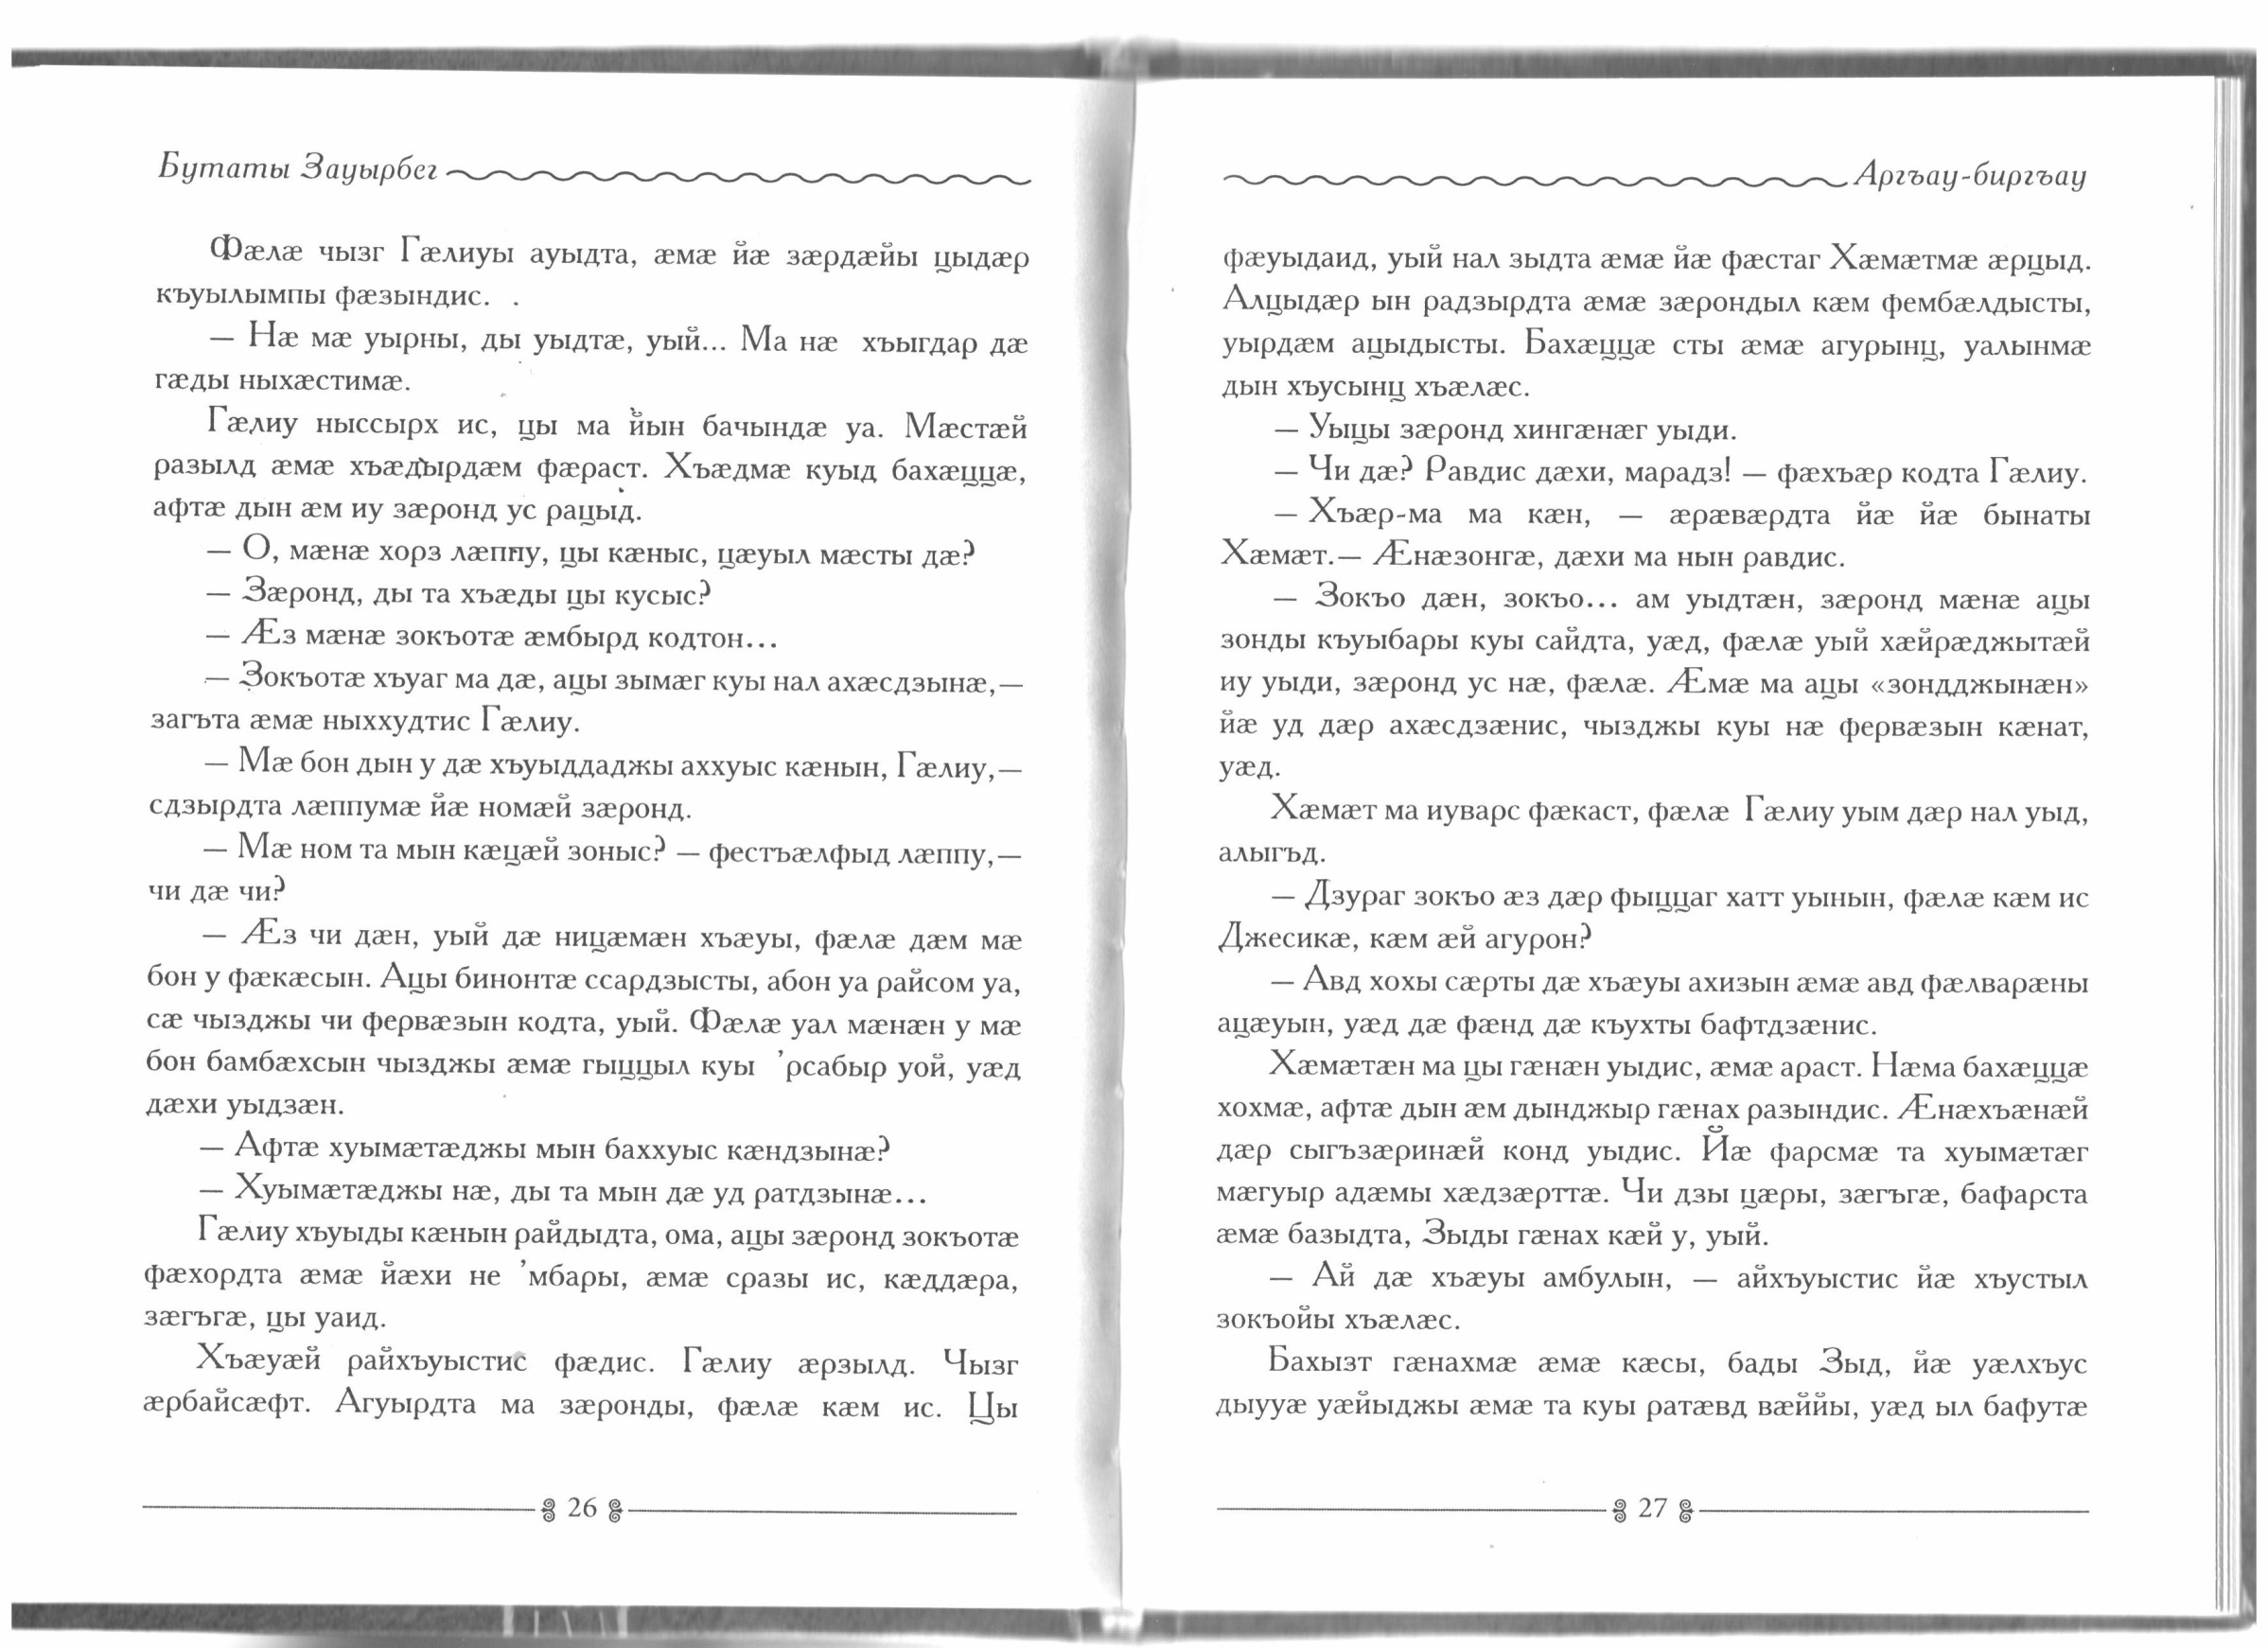 Бутаты Зауырбег
Фæлæ чызг Гæлиуы ауыдта, æмæ йæ зæрдæйы цыдæр
къуылымпы фæзындис.
— Нæ мæ уырны, ды уыдтæ, уый... Ма нæ хъыгдар дæ
гæды ныхæстимæ.
Гæлиу ныссырх ис, цы ма йын бачындæ уа. Мæстæй
разылд æмæ хъæдырдæм фæраст. Хъæдмæ куыд бахæццæ,
афтæ дын æм иу зæронд ус рацыд.
— О, мæнæ хорз лæппу, цы кæныс, цæуыл мæсты дæ?
— Зæронд, ды та хъæды цы кусыс?
— Æз мæнæ зокъотæ æмбырд кодтон...
— Зокъотæ хъуаг ма дæ, ацы зымæг куы нал ахæсдзынæ,—
загъта æмæ ныххудтис Гæлиу.
— Мæ бон дын у дæ хъуыддаджы аххуыс кæнын, Гæлиу,—
сдзырдта лæппумæ йæ номæй зæронд.
— Мæ ном та мын кæцæй зоныс? — фестъæлфыд лæппу,—
чи дæ чи?
— Æз чи дæн, уый дæ ницæмæн хъæуы, фæлæ дæм мæ
бон у фæкæсын. Ацы бинонтæ ссардзысты, абон уа райсом уа,
сæ чызджы чи фервæзын кодта, уый. Фæлæ уал мæнæн у мæ
бон бамбæхсын чызджы æмæ гыццыл куы ’рсабыр уой, уæд
дæхи уыдзæн.
— Афтæ хуымæтæджы мын баххуыс кæндзынæ?
— Хуымæтæджы нæ, ды та мын дæ уд ратдзынæ...
Гæлиу хъуыды кæнын райдыдта, ома, ацы зæронд зокъотæ
фæхордта æмæ йæхи не ’мбары, æмæ сразы ис, кæддæра,
зæгъгæ, цы уаид.
Хъæуæй райхъуыстис фæдис. Гæлиу æрзылд. Чызг
æрбайсæфт. Агуырдта ма зæронды, фæлæ кæм ис. Цы
26
Аргъау-биргъау
фæуыдаид, уый нал зыдта æмæ йæ фæстаг Хæмæтмæ æрцыд.
Алцыдæр ын радзырдта æмæ зæрондыл кæм фембæлдысты,
уырдæм ацыдысты. Бахæццæ сты æмæ агурынц, уалынмæ
дын хъусынц хъæлæс.
— Уыцы зæронд хингæнæг уыди.
— Чи дæ? Равдис дæхи, марадз! — фæхъæр кодта Гæлиу.
— Хъæр-ма ма кæн, — æрæвæрдта йæ йæ бынаты
Хæмæт.— Æнæзонгæ, дæхи ма нын равдис.
— Зокъо дæн, зокъо... ам уыдтæн, зæронд мæнæ ацы
зонды къуыбары куы сайдта, уæд, фæлæ уый хæйрæджытæй
иу уыди, зæронд ус нæ, фæлæ. Æмæ ма ацы «зондджынæн»
йæ уд дæр ахæсдзæнис, чызджы куы нæ фервæзын кæнат,
уæд.
Хæмæт ма иуварс фæкаст, фæлæ Гæлиу уым дæр нал уыд,
алыгъд.
— Дзураг зокъо æз дæр фыццаг хатт уынын, фæлæ кæм ис
Джесикæ, кæм æй агурон?
— Авд хохы сæрты дæ хъæуы ахизын æмæ авд фæлварæны
ацæуын, уæд дæ фæнд дæ къухты бафтдзæнис.
Хæмæтæн ма цы гæнæн уыдис, æмæ араст. Нæма бахæццæ
хохмæ, афтæ дын æм дынджыр гæнах разындис. Æнæхъæнæй
дæр сыгъзæринæй конд уыдис. Йæ фарсмæ та хуымæтæг
мæгуыр адæмы хæдзæрттæ. Чи дзы цæры, зæгъгæ, бафарста
æмæ базыдта, Зыды гæнах кæй у, уый.
— Ай дæ хъæуы амбулын, — айхъуыстис йæ хъустыл
зокъойы хъæлæс.
Бахызт гæнахмæ æмæ кæсы, бады Зыд, йæ уæлхъус
дыууæ уæйыджы æмæ та куы ратæвд вæййы, уæд ыл бафутæ
27